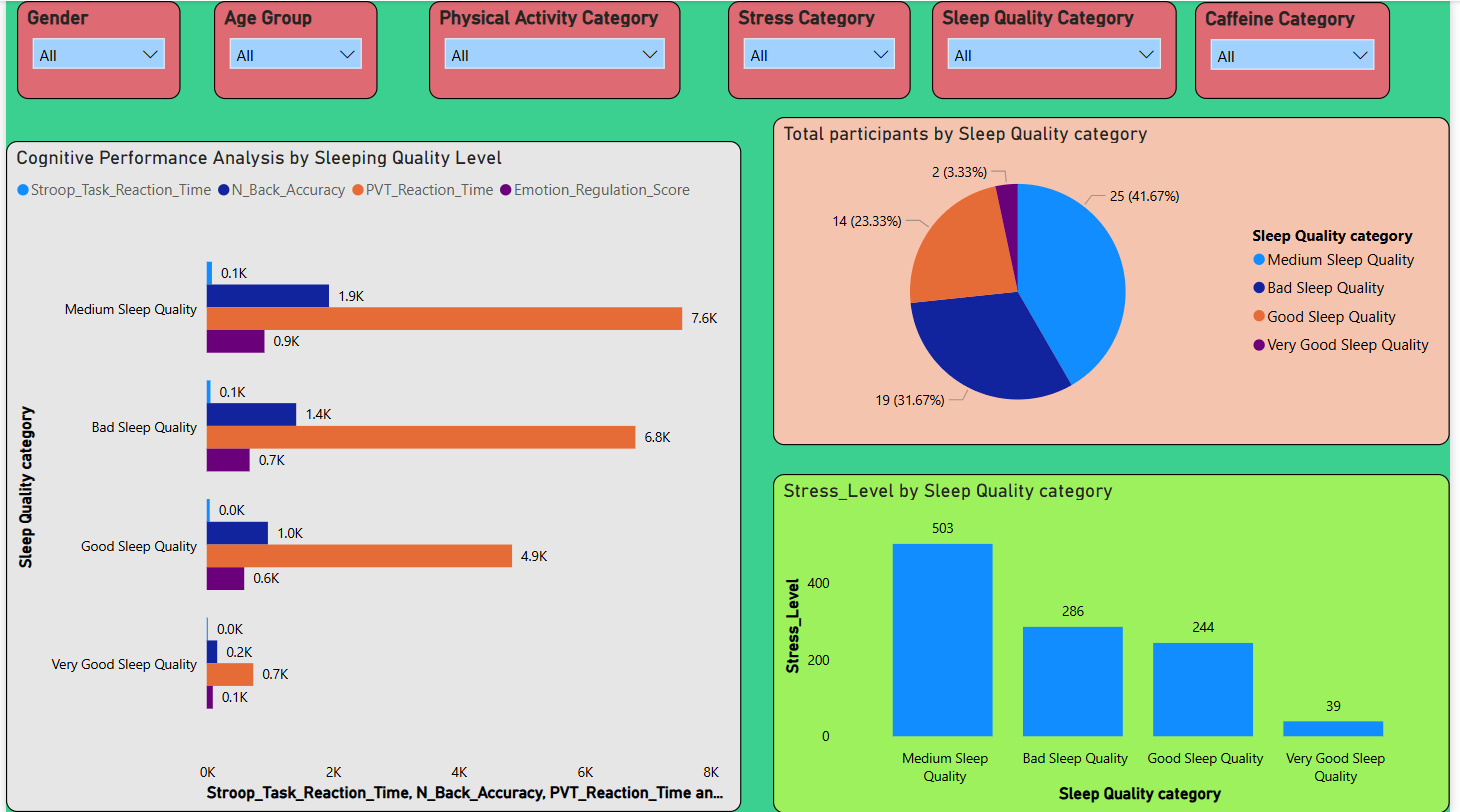 Gender
All
Age Group
All
Physical Activity Category
All
Stress Category
All
Sleep Quality Category
All
Caffeine Category
All
Cognitive Performance Analysis by Sleeping Quality Level
Stroop_Task_Reaction_Time N_Back_Accuracy PVT_Reaction_Time Emotion_Regulation_Score
Sleep Quality category
Medium Sleep Quality
0.1K
1.9K
7.6K
0.9K
Bad Sleep Quality
0.1K
1.4K
6.8K
0.7K
Good Sleep Quality
0.0K
1.0K
4.9K
0.6K
Very Good Sleep Quality
0.0K
0.2K
0.7K
0.1K
0K 2K 4K 6K 8K
Stroop_Task_Reaction_Time, N_Back_Accuracy, PVT_Reaction_Time an...
Total participants by Sleep Quality category
2 (3.33%)
25 (41.67%)
14 (23.33%)
19 (31.67%)
Sleep Quality category
Medium Sleep Quality
Bad Sleep Quality
Good Sleep Quality
Very Good Sleep Quality
Stress_Level by Sleep Quality category
Stress_Level
400
200
0
503
286
244
39
Medium Sleep
Quality
Bad Sleep Quality
Good Sleep Quality
Very Good Sleep
Quality
Sleep Quality category